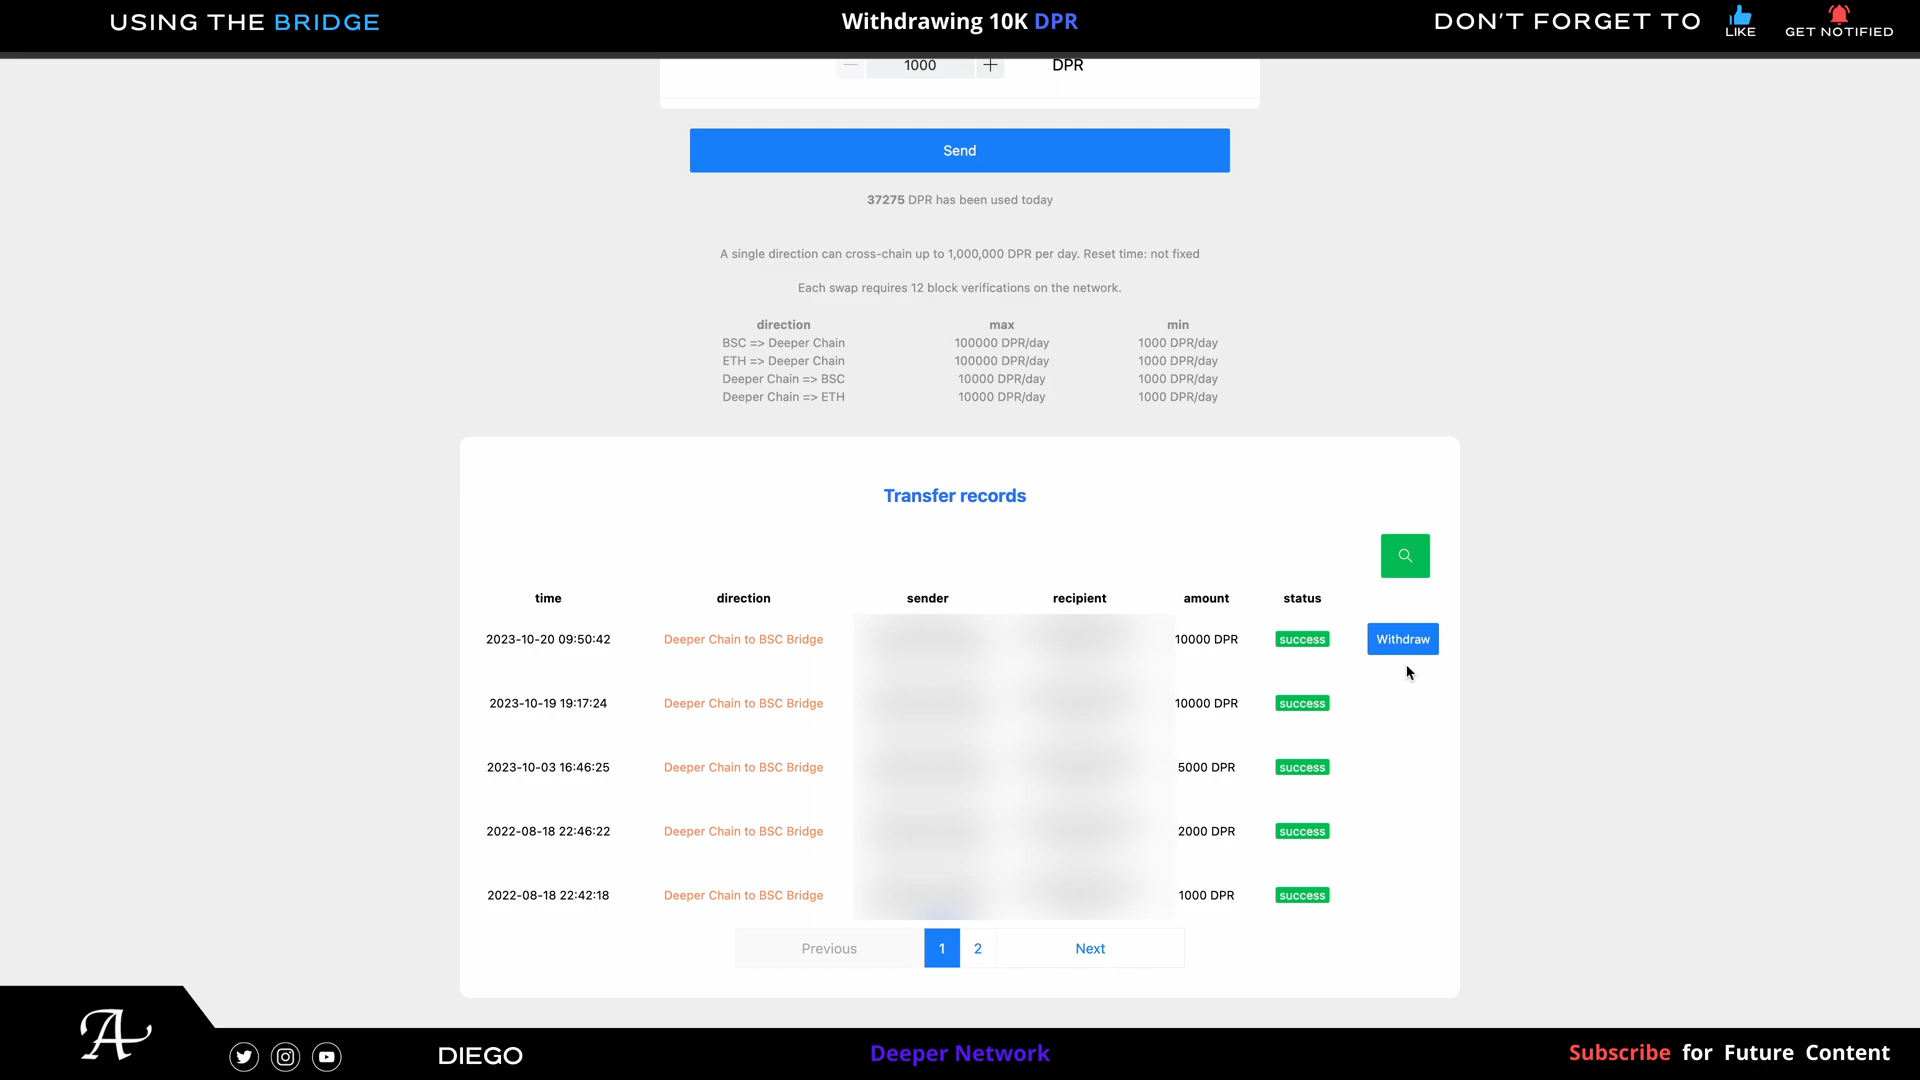 USING THE BRIDGE
Withdrawing 10K DPR
DON'T FORGET TO
LIKE
GET NOTIFIED
1000
DPR
Send
37275 DPR has been used today
A single direction can cross-chain up to 1,000,000 DPR per day. Reset time: not fixed
Each swap requires 12 block verifications on the network.
direction max min
BSC => Deeper Chain 100000 DPR/day 1000 DPR/day
ETH => Deeper Chain 100000 DPR/day 1000 DPR/day
Deeper Chain => BSC 10000 DPR/day 1000 DPR/day
Deeper Chain => ETH 10000 DPR/day 1000 DPR/day
Transfer records
time direction sender recipient amount status
2023-10-20 09:50:42 Deeper Chain to BSC Bridge 10000 DPR success Withdraw
2023-10-19 19:17:24 Deeper Chain to BSC Bridge 10000 DPR success
2023-10-03 16:46:25 Deeper Chain to BSC Bridge 5000 DPR success
2022-08-18 22:46:22 Deeper Chain to BSC Bridge 2000 DPR success
2022-08-18 22:42:18 Deeper Chain to BSC Bridge 1000 DPR success
Previous 1 2 Next
A
DIEGO
Deeper Network
Subscribe for Future Content